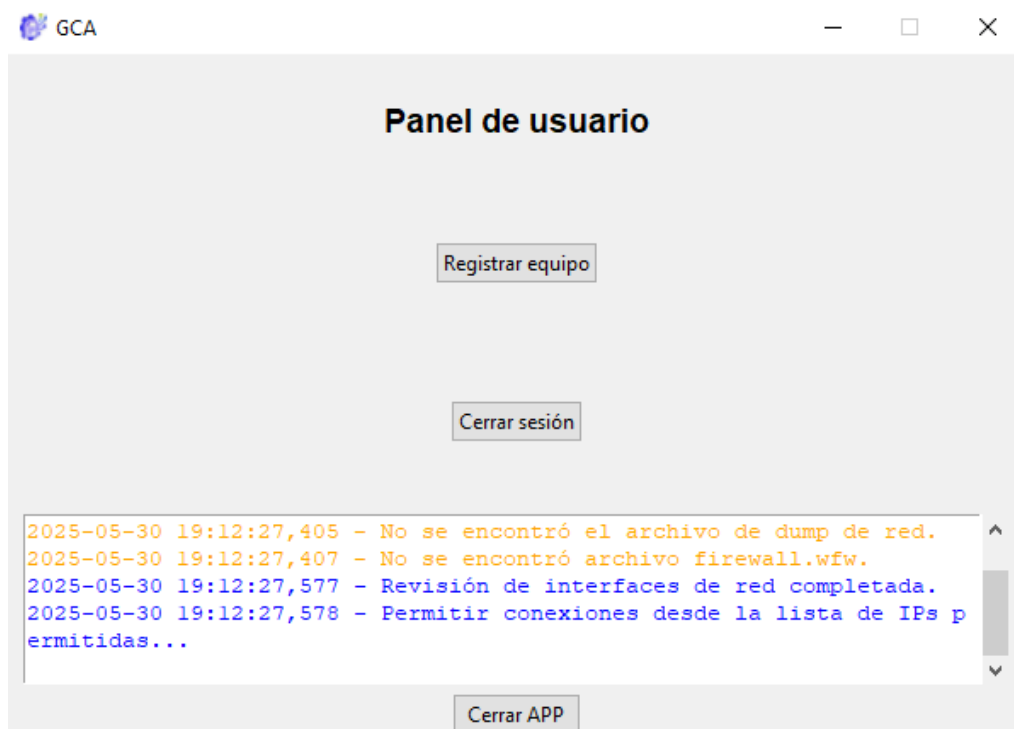 GCA
Panel de usuario
Registrar equipo
Cerrar sesión
2025-05-30 19:12:27,405 - No se encontró el archivo de dump de red.
2025-05-30 19:12:27,407 - No se encontró archivo firewall.wfw.
2025-05-30 19:12:27,577 - Revisión de interfaces de red completada.
2025-05-30 19:12:27,578 - Permitir conexiones desde la lista de IPs p
ermitidas...
Cerrar APP